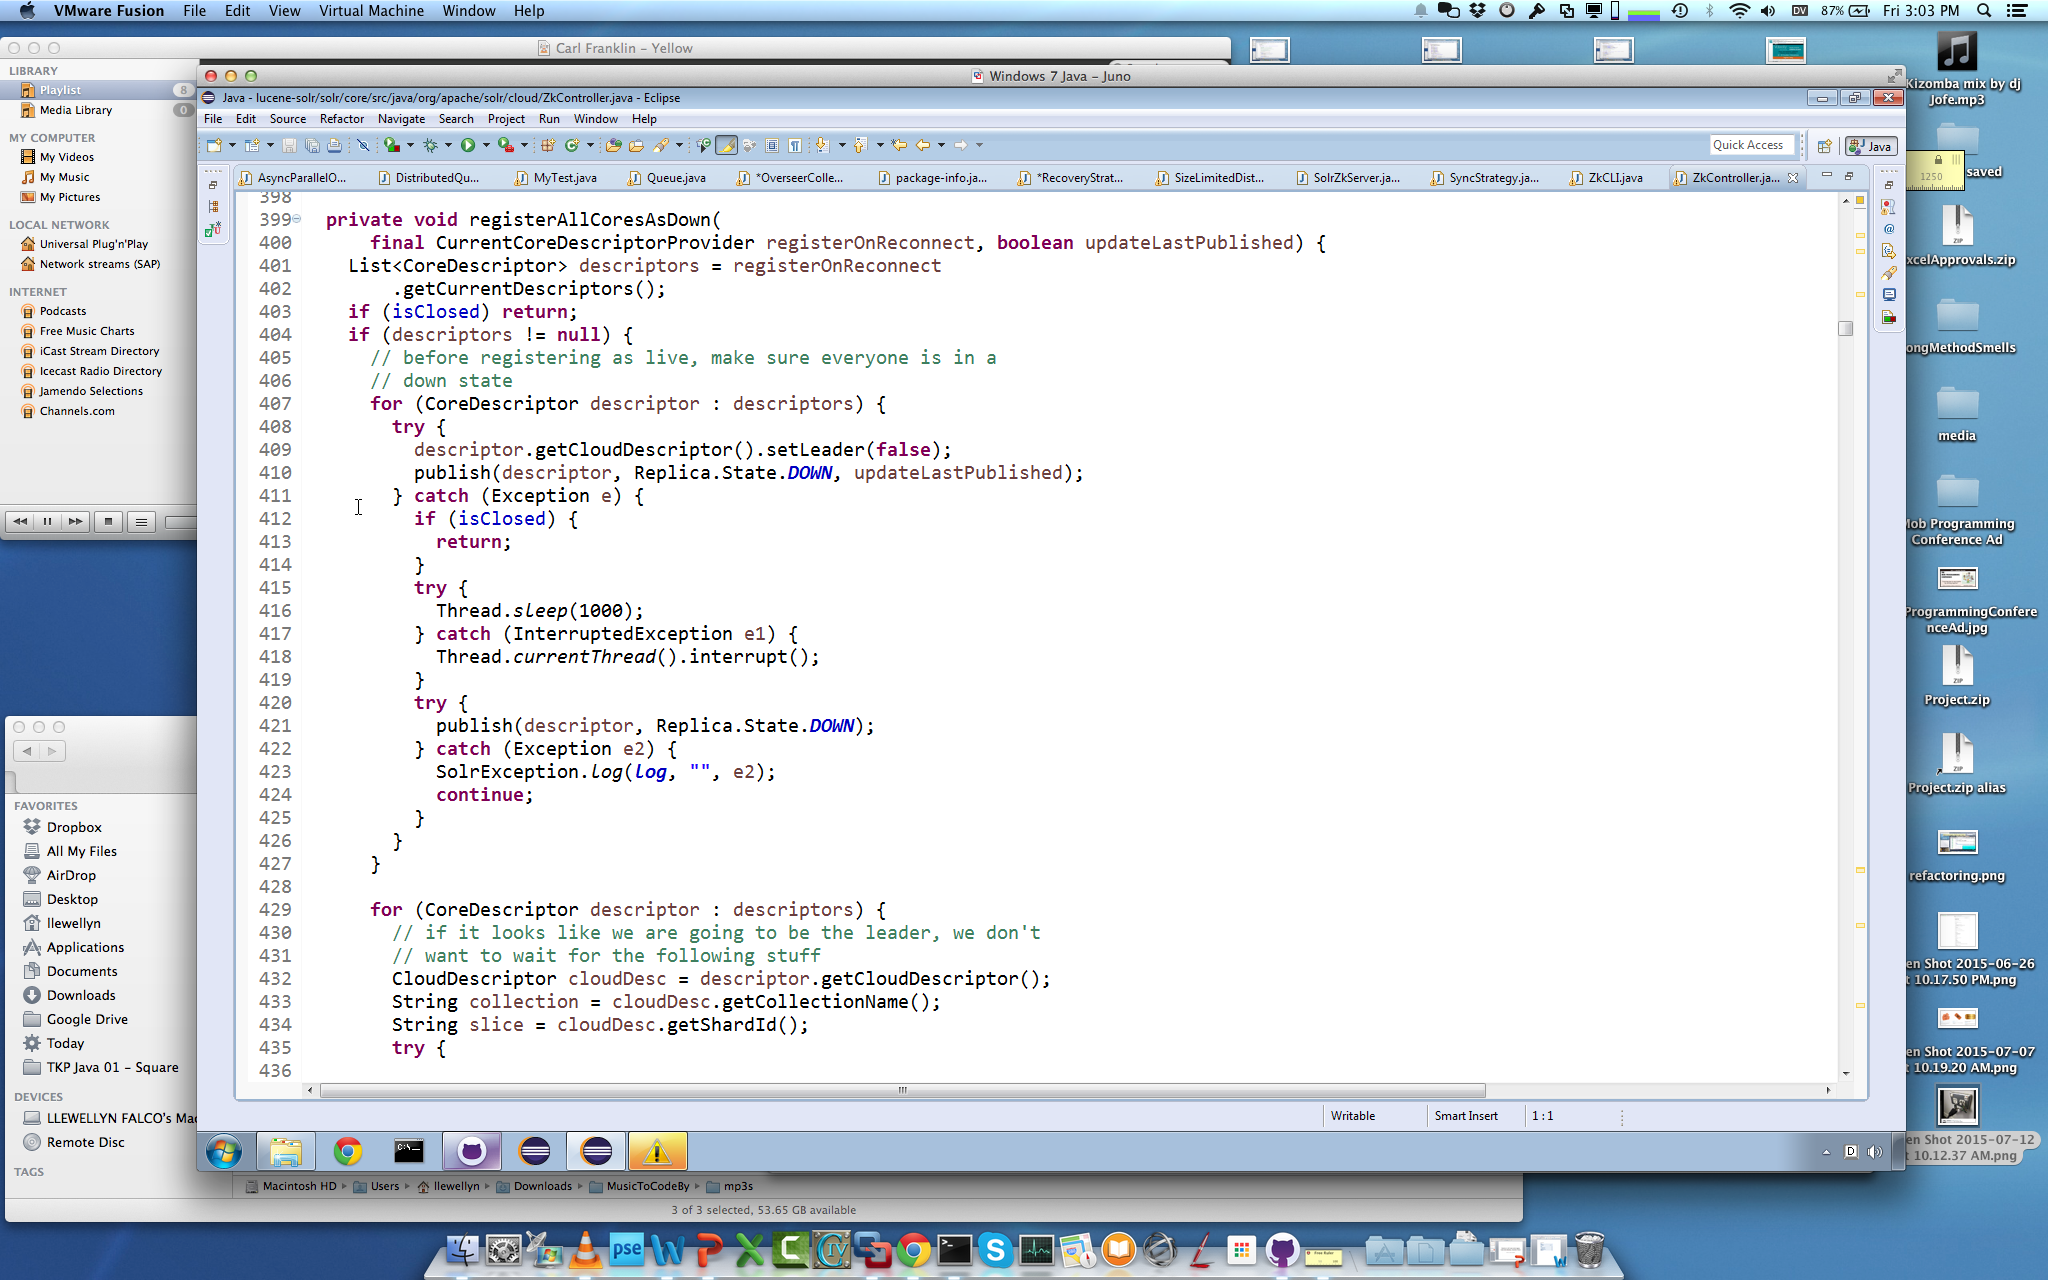 VMware Fusion File Edit View Virtual Machine Window Help
DV 87% Fri 3:03 PM
Carl Franklin – Yellow
LIBRARY
Playlist 8
Media Library 0
MY COMPUTER
My Videos
My Music
My Pictures
LOCAL NETWORK
Universal Plug'n'Play
Network streams (SAP)
INTERNET
Podcasts
Free Music Charts
iCast Stream Directory
Icecast Radio Directory
Jamendo Selections
Channels.com
Windows 7 Java – Juno
Java - lucene-solr/solr/core/src/java/org/apache/solr/cloud/ZkController.java - Eclipse
File Edit Source Refactor Navigate Search Project Run Window Help
Quick Access Java
AsyncParallelO... DistributedQu... MyTest.java Queue.java *OverseerColle... package-info.ja... *RecoveryStrat... SizeLimitedDist... SolrZkServer.ja... SyncStrategy.ja... ZkCLI.java ZkController.ja...
398
399 private void registerAllCoresAsDown(
400 final CurrentCoreDescriptorProvider registerOnReconnect, boolean updateLastPublished) {
401 List<CoreDescriptor> descriptors = registerOnReconnect
402 .getCurrentDescriptors();
403 if (isClosed) return;
404 if (descriptors != null) {
405 // before registering as live, make sure everyone is in a
406 // down state
407 for (CoreDescriptor descriptor : descriptors) {
408 try {
409 descriptor.getCloudDescriptor().setLeader(false);
410 publish(descriptor, Replica.State.DOWN, updateLastPublished);
411 } catch (Exception e) {
412 if (isClosed) {
413 return;
414 }
415 try {
416 Thread.sleep(1000);
417 } catch (InterruptedException e1) {
418 Thread.currentThread().interrupt();
419 }
420 try {
421 publish(descriptor, Replica.State.DOWN);
422 } catch (Exception e2) {
423 SolrException.log(log, "", e2);
424 continue;
425 }
426 }
427 }
428
429 for (CoreDescriptor descriptor : descriptors) {
430 // if it looks like we are going to be the leader, we don't
431 // want to wait for the following stuff
432 CloudDescriptor cloudDesc = descriptor.getCloudDescriptor();
433 String collection = cloudDesc.getCollectionName();
434 String slice = cloudDesc.getShardId();
435 try {
436
Writable Smart Insert 1 : 1
D
FAVORITES
Dropbox
All My Files
AirDrop
Desktop
llewellyn
Applications
Documents
Downloads
Google Drive
Today
TKP Java 01 – Square
DEVICES
LLEWELLYN FALCO's Mac
Remote Disc
TAGS
Macintosh HD Users llewellyn Downloads MusicToCodeBy mp3s
3 of 3 selected, 53.65 GB available
Kizomba mix by dj
Jofe.mp3
saved
1250
ZIP
xcelApprovals.zip
ongMethodSmells
media
Mob Programming
Conference Ad
ProgrammingConfere
nceAd.jpg
ZIP
Project.zip
ZIP
Project.zip alias
refactoring.png
en Shot 2015-06-26
t 10.17.50 PM.png
en Shot 2015-07-07
t 10.19.20 AM.png
en Shot 2015-07-12
t 10.12.37 AM.png
pse